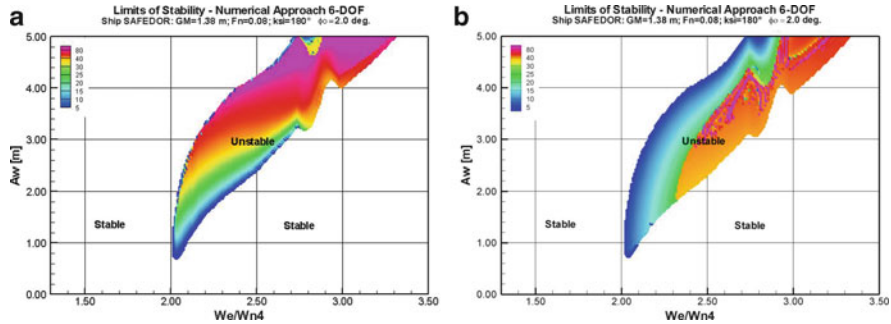 a
Limits of Stability - Numerical Approach 6-DOF
Ship SAFEDOR: GM=1.38 m; Fn=0.08; ksi=180° ϕo=2.0 deg.
5.00
4.00
3.00
2.00
1.00
0.00
Aw [m]
80
40
35
30
25
20
15
10
5
Unstable
Stable
Stable
1.50
2.00
2.50
3.00
3.50
We/Wn4
b
Limits of Stability - Numerical Approach 6-DOF
Ship SAFEDOR: GM=1.38 m; Fn=0.08; ksi=180° ϕo=2.0 deg.
5.00
4.00
3.00
2.00
1.00
0.00
Aw [m]
80
40
35
30
25
20
15
10
5
Unstable
Stable
Stable
1.50
2.00
2.50
3.00
3.50
We/Wn4